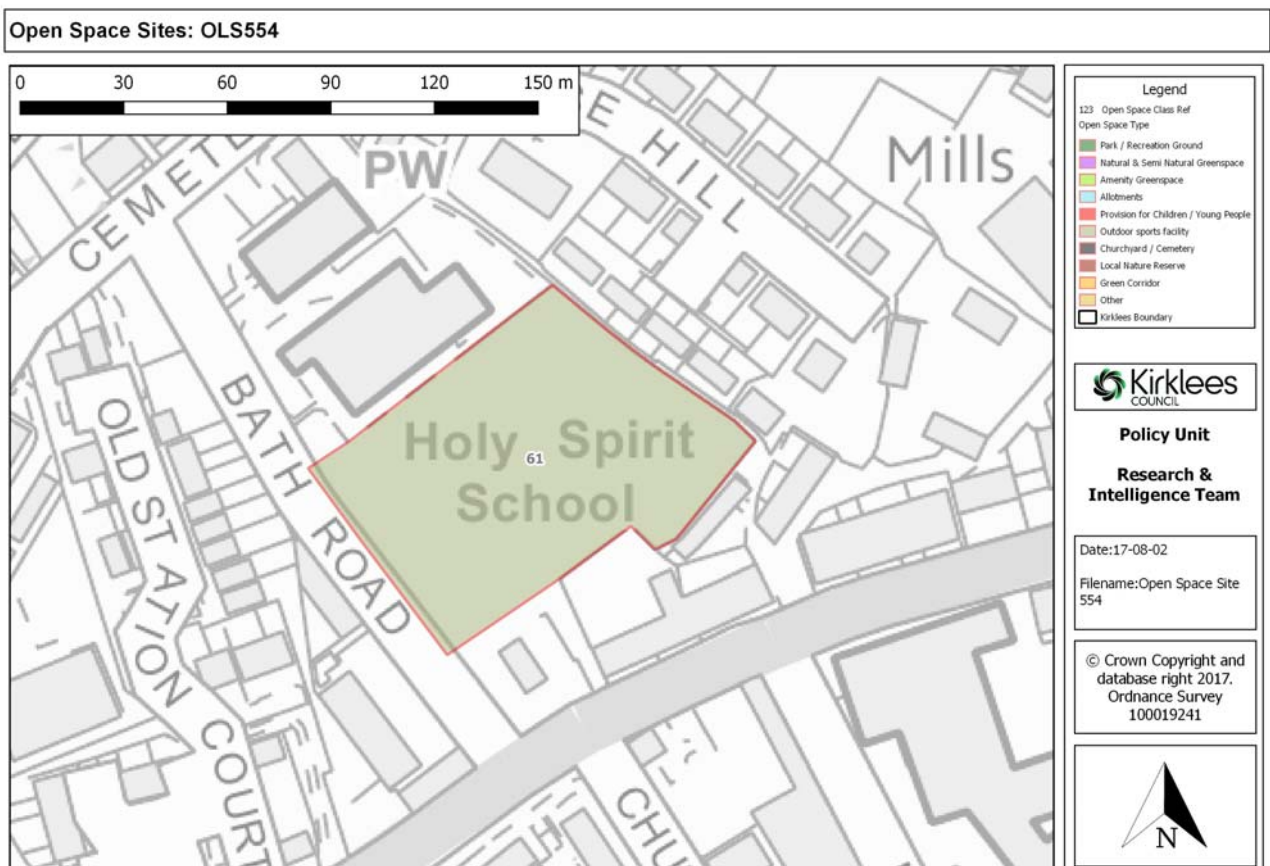 Open Space Sites: OLS554
0 30 60 90 120 150 m
CEMETE
PW
E HILL
Mills
BATH ROAD
OLD STATION COURT
Holy Spirit
61
School
CHU
Legend
123 Open Space Class Ref
Open Space Type
Park / Recreation Ground
Natural & Semi Natural Greenspace
Amenity Greenspace
Allotments
Provision for Children / Young People
Outdoor sports facility
Churchyard / Cemetery
Local Nature Reserve
Green Corridor
Other
Kirklees Boundary
Kirklees
COUNCIL
Policy Unit
Research &
Intelligence Team
Date:17-08-02
Filename:Open Space Site
554
© Crown Copyright and
database right 2017.
Ordnance Survey
100019241
N